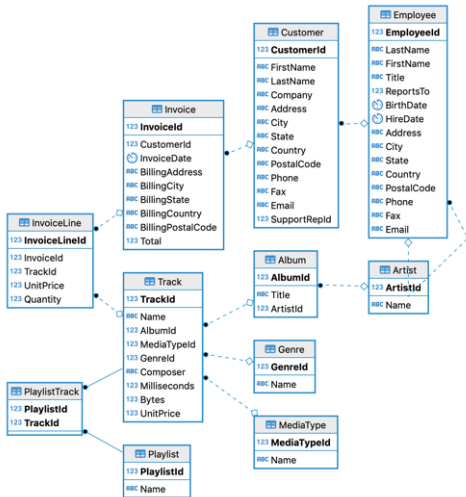 Employee
123 EmployeeId
ABC LastName
ABC FirstName
ABC Title
123 ReportsTo
BirthDate
HireDate
ABC Address
ABC City
ABC State
ABC Country
ABC PostalCode
ABC Phone
ABC Fax
ABC Email
Customer
123 CustomerId
ABC FirstName
ABC LastName
ABC Company
ABC Address
ABC City
ABC State
ABC Country
ABC PostalCode
ABC Phone
ABC Fax
ABC Email
123 SupportRepId
Invoice
123 InvoiceId
123 CustomerId
InvoiceDate
ABC BillingAddress
ABC BillingCity
ABC BillingState
ABC BillingCountry
ABC BillingPostalCode
123 Total
InvoiceLine
123 InvoiceLineId
123 InvoiceId
123 TrackId
123 UnitPrice
123 Quantity
Track
123 TrackId
ABC Name
123 AlbumId
123 MediaTypeId
123 GenreId
ABC Composer
123 Milliseconds
123 Bytes
123 UnitPrice
Album
123 AlbumId
ABC Title
123 ArtistId
Artist
123 ArtistId
ABC Name
Genre
123 GenreId
ABC Name
MediaType
123 MediaTypeId
ABC Name
PlaylistTrack
123 PlaylistId
123 TrackId
Playlist
123 PlaylistId
ABC Name